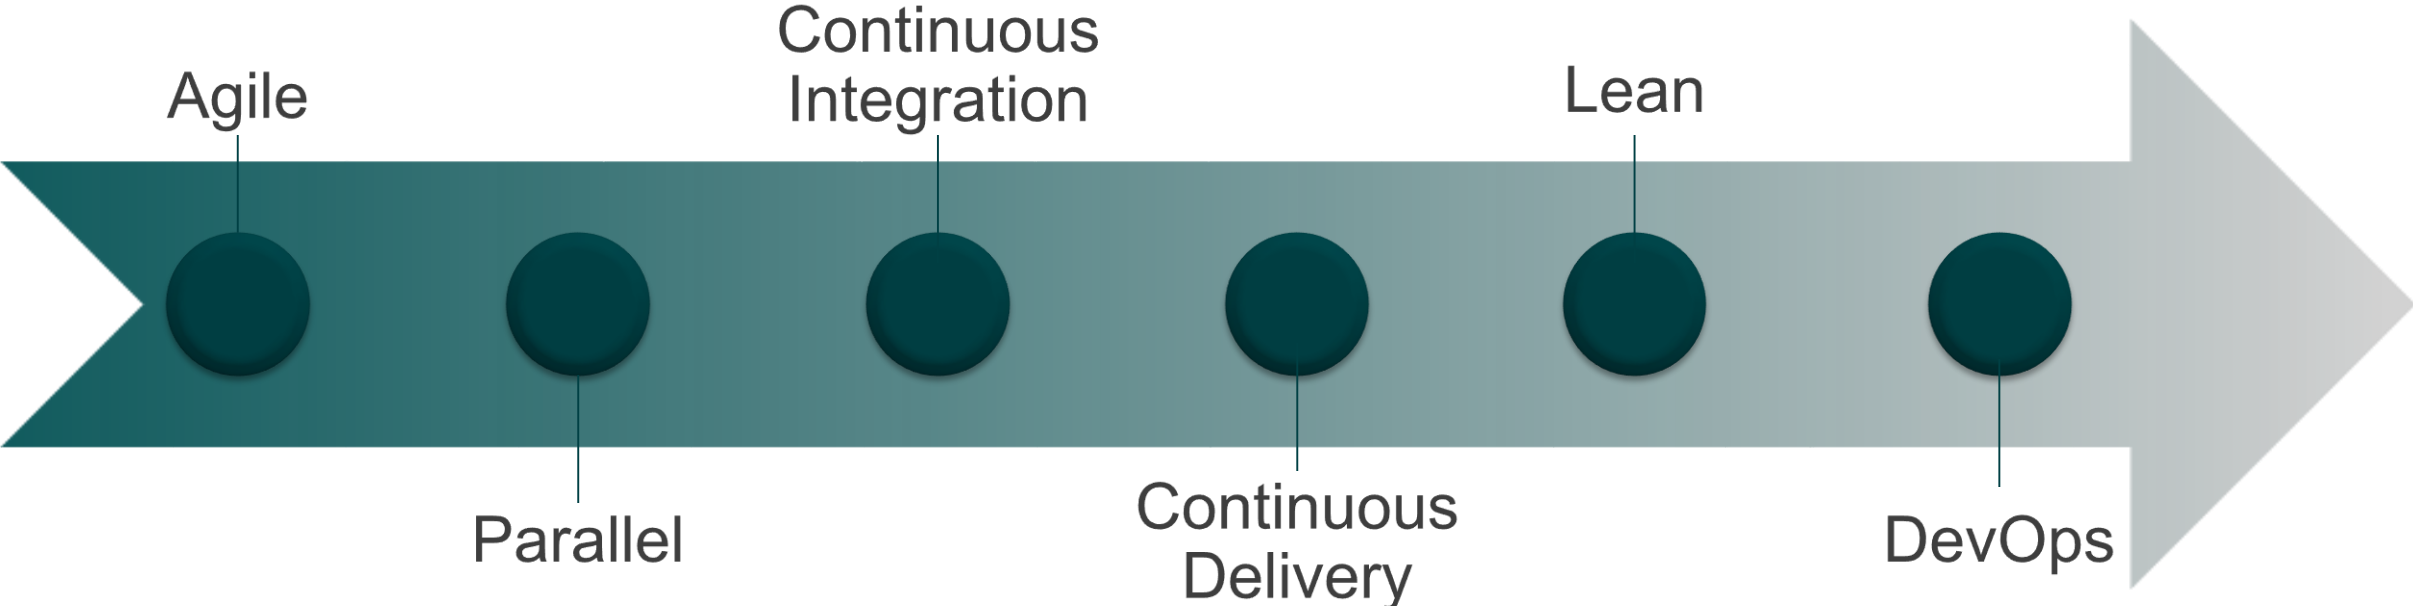 Agile
Parallel
Continuous
Integration
Continuous
Delivery
Lean
DevOps